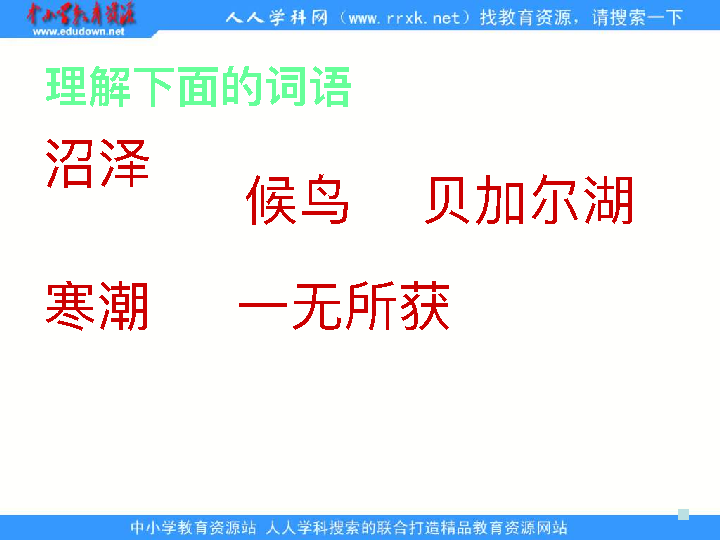 中小学教育资源
www.edudown.net
人人学科网（www.rrxk.net）找教育资源，请搜索一下
理解下面的词语
沼泽
候鸟 贝加尔湖
寒潮 一无所获
中小学教育资源站 人人学科搜索的联合打造精品教育资源网站